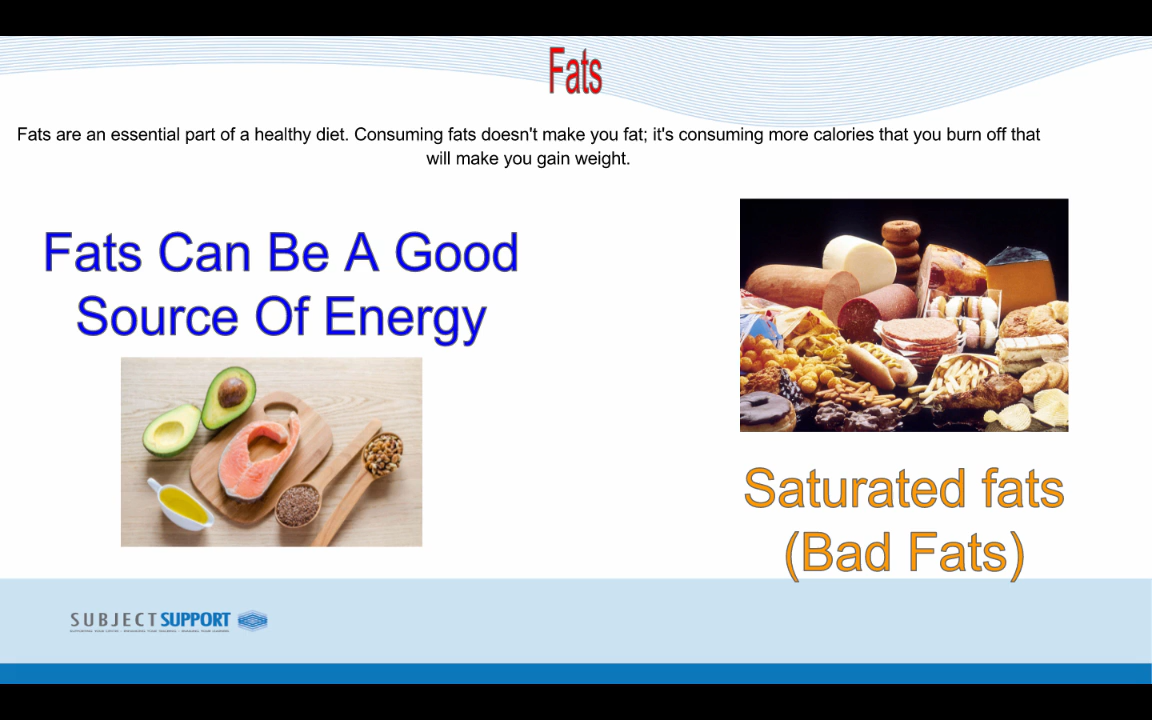 Fats
Fats are an essential part of a healthy diet. Consuming fats doesn't make you fat; it's consuming more calories that you burn off that
will make you gain weight.
Fats Can Be A Good
Source Of Energy
Saturated fats
(Bad Fats)
SUBJECTSUPPORT